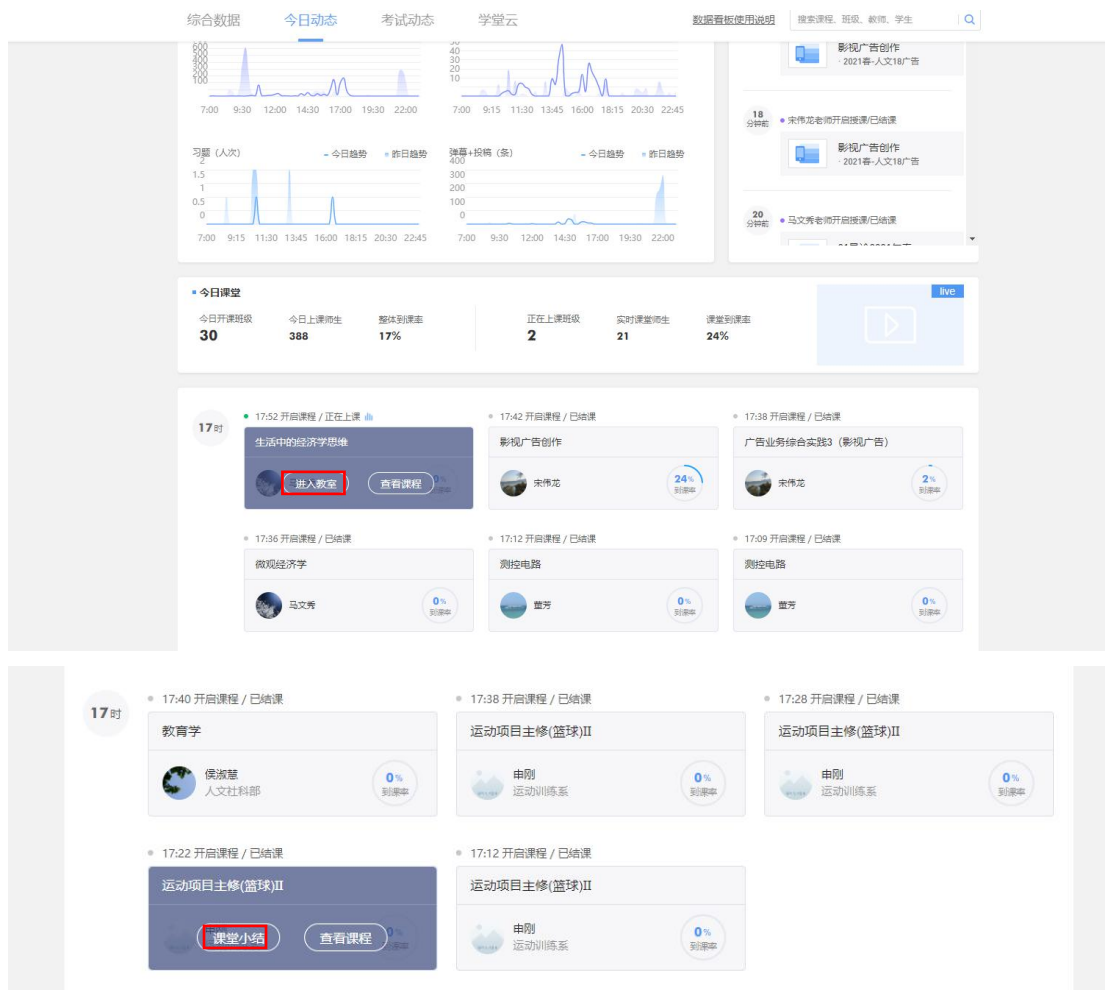 综合数据 今日动态 考试动态 学堂云 数据看板使用说明 搜索课程、班级、教师、学生
600
500
400
300
200
100
7:00 9:30 12:00 14:30 17:00 19:30 22:00
50
40
30
20
10
7:00 9:15 11:30 13:45 16:00 18:15 20:30 22:45
习题（人次） 今日趋势 昨日趋势
2
1.5
1
0.5
0
7:00 9:15 11:30 13:45 16:00 18:15 20:30 22:45
弹幕+投稿（条） 今日趋势 昨日趋势
400
300
200
100
0
7:00 9:30 12:00 14:30 17:00 19:30 22:00
影视广告创作
· 2021春-人文18广告
18
分钟前
宋伟龙老师开启授课/已结课
影视广告创作
· 2021春-人文18广告
20
分钟前
马文秀老师开启授课/已结课
今日课堂
live
今日开课班级 今日上课师生 整体到课率 正在上课班级 实时课堂师生 课堂到课率
30 388 17% 2 21 24%
17时
17:52 开启课程 / 正在上课
生活中的经济学思维
进入教室 查看课程
17:42 开启课程 / 已结课
影视广告创作
宋伟龙
24%
到课率
17:38 开启课程 / 已结课
广告业务综合实践3（影视广告）
宋伟龙
2%
到课率
17:36 开启课程 / 已结课
微观经济学
马文秀
0%
到课率
17:12 开启课程 / 已结课
测控电路
董芳
0%
到课率
17:09 开启课程 / 已结课
测控电路
董芳
0%
到课率
17时
17:40 开启课程 / 已结课
教育学
侯淑慧
人文社科部
0%
到课率
17:38 开启课程 / 已结课
运动项目主修(篮球)II
申刚
运动训练系
0%
到课率
17:28 开启课程 / 已结课
运动项目主修(篮球)II
申刚
运动训练系
0%
到课率
17:22 开启课程 / 已结课
运动项目主修(篮球)II
课堂小结 查看课程
17:12 开启课程 / 已结课
运动项目主修(篮球)II
申刚
运动训练系
0%
到课率